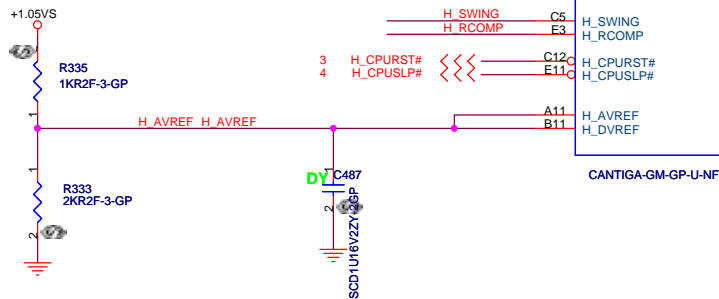 +1.05VS
H_SWING C5 H_SWING
H_RCOMP E3 H_RCOMP
3 H_CPURST# C12 H_CPURST#
4 H_CPUSLP# E11 H_CPUSLP#
R335
1KR2F-3-GP
2
1
H_AVREF H_AVREF
A11 H_AVREF
B11 H_DVREF
CANTIGA-GM-GP-U-NF
1
R333
2KR2F-3-GP
2
DY
1
C487
2
SCD1U16V2ZY-2GP